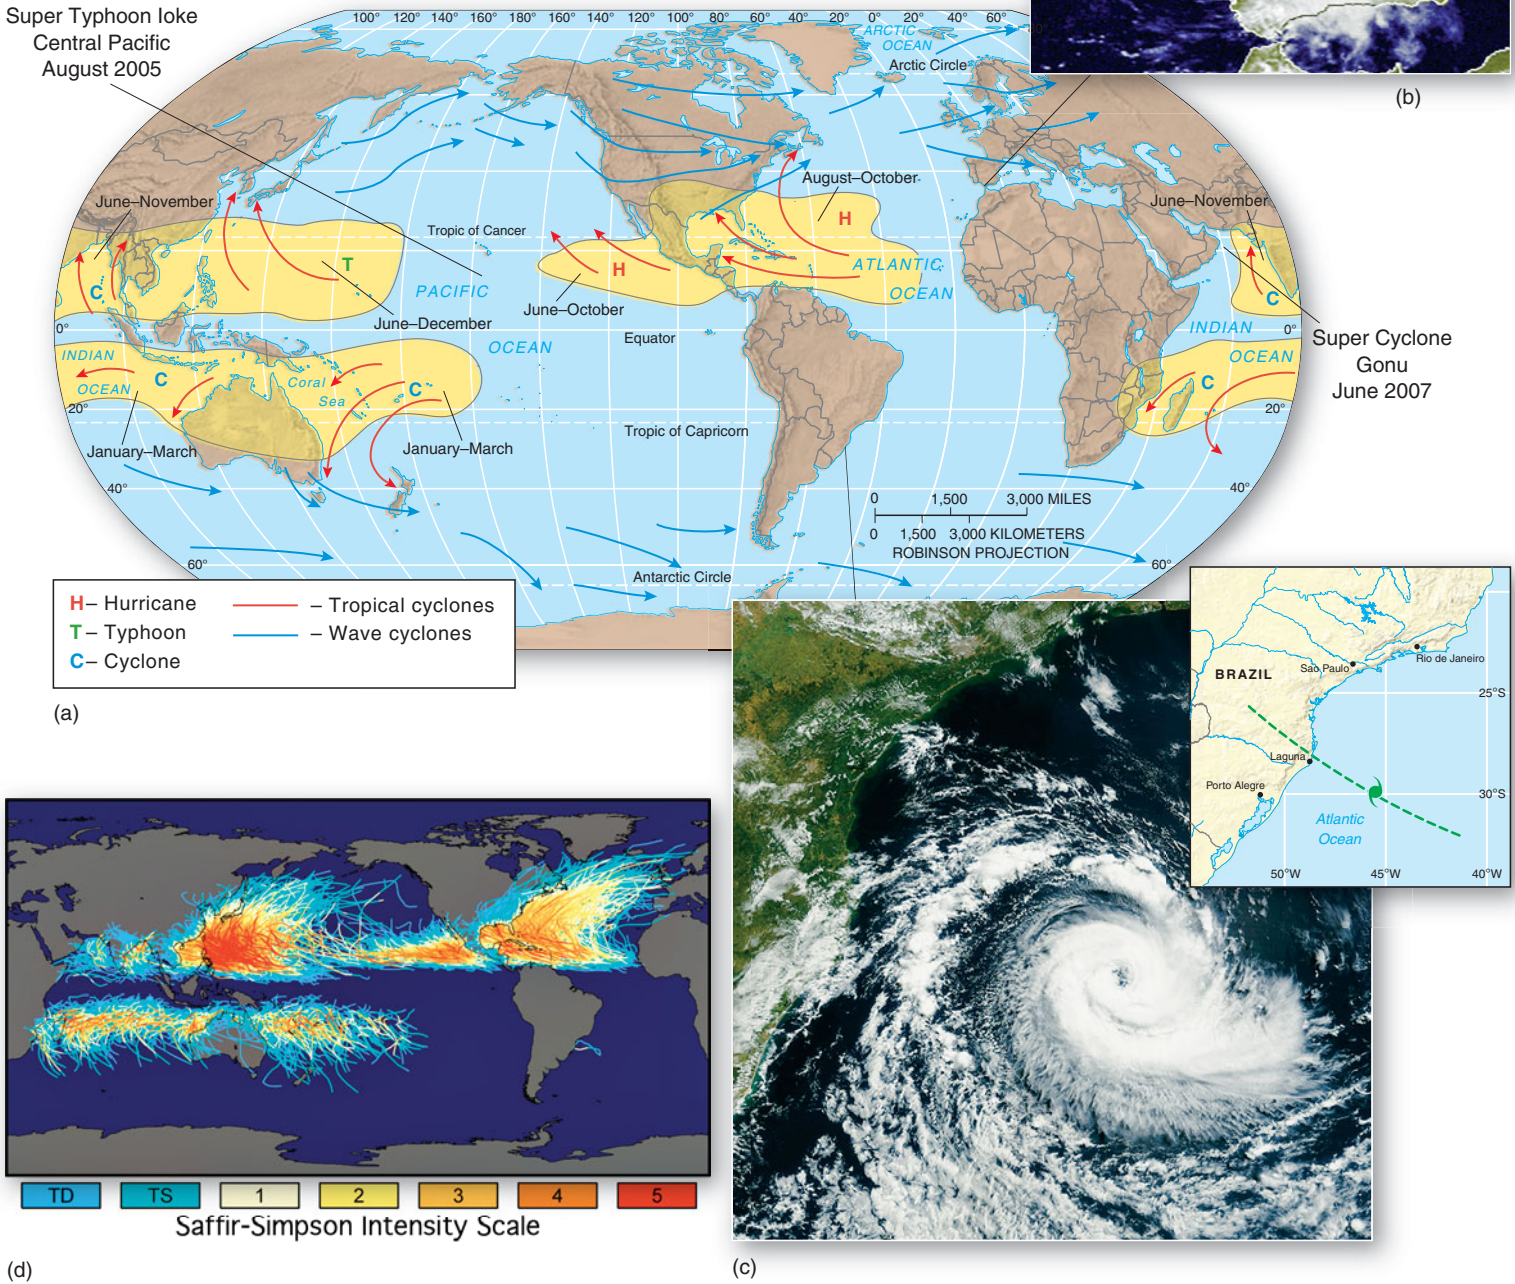 Super Typhoon Ioke
Central Pacific
August 2005
100° 120° 140° 160° 180° 160° 140° 120° 100° 80° 60° 40° 20° 0° 20° 40° 60°
ARCTIC
OCEAN
Arctic Circle
(b)
August–October
June–November
June–November
H
Tropic of Cancer
T
H
ATLANTIC
OCEAN
PACIFIC
OCEAN
C
C
June–October
June–December
0°
Equator
INDIAN
OCEAN
0°
Super Cyclone
Gonu
June 2007
INDIAN
OCEAN
C
Coral
Sea
C
C
20°
20°
Tropic of Capricorn
January–March
January–March
40°
40°
0 1,500 3,000 MILES
0 1,500 3,000 KILOMETERS
ROBINSON PROJECTION
60°
60°
Antarctic Circle
H – Hurricane
T – Typhoon
C – Cyclone
– Tropical cyclones
– Wave cyclones
(a)
BRAZIL
Sao Paulo
Rio de Janeiro
25°S
Laguna
Porto Alegre
30°S
Atlantic
Ocean
50°W 45°W 40°W
TD TS 1 2 3 4 5
Saffir-Simpson Intensity Scale
(d)
(c)